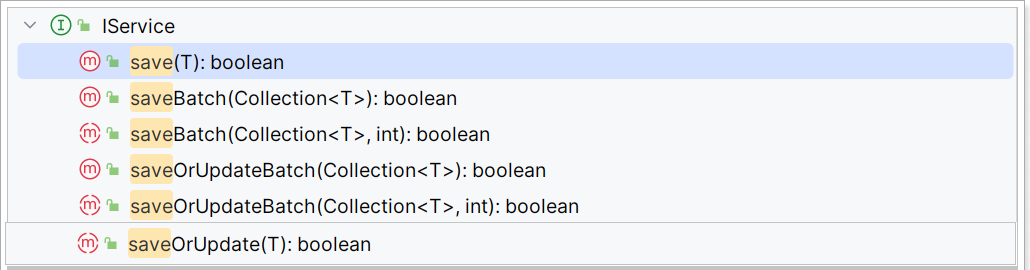 IService
save(T): boolean
saveBatch(Collection<T>): boolean
saveBatch(Collection<T>, int): boolean
saveOrUpdateBatch(Collection<T>): boolean
saveOrUpdateBatch(Collection<T>, int): boolean
saveOrUpdate(T): boolean